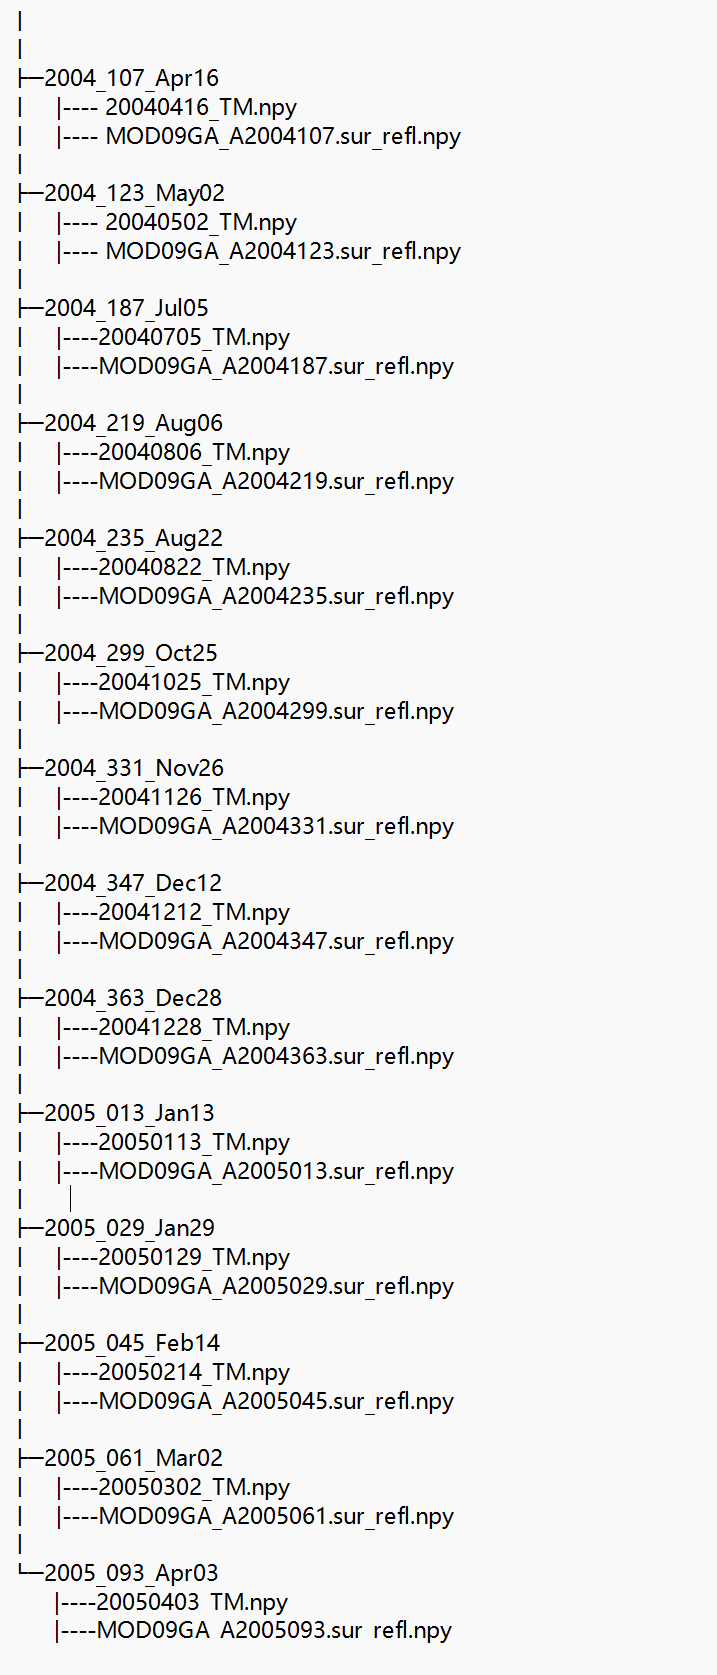 |
|
├─2004_107_Apr16
|     |---- 20040416_TM.npy
|     |---- MOD09GA_A2004107.sur_refl.npy
|
├─2004_123_May02
|     |---- 20040502_TM.npy
|     |---- MOD09GA_A2004123.sur_refl.npy
|
├─2004_187_Jul05
|     |----20040705_TM.npy
|     |----MOD09GA_A2004187.sur_refl.npy
|
├─2004_219_Aug06
|     |----20040806_TM.npy
|     |----MOD09GA_A2004219.sur_refl.npy
|
├─2004_235_Aug22
|     |----20040822_TM.npy
|     |----MOD09GA_A2004235.sur_refl.npy
|
├─2004_299_Oct25
|     |----20041025_TM.npy
|     |----MOD09GA_A2004299.sur_refl.npy
|
├─2004_331_Nov26
|     |----20041126_TM.npy
|     |----MOD09GA_A2004331.sur_refl.npy
|
├─2004_347_Dec12
|     |----20041212_TM.npy
|     |----MOD09GA_A2004347.sur_refl.npy
|
├─2004_363_Dec28
|     |----20041228_TM.npy
|     |----MOD09GA_A2004363.sur_refl.npy
|
├─2005_013_Jan13
|     |----20050113_TM.npy
|     |----MOD09GA_A2005013.sur_refl.npy
|
├─2005_029_Jan29
|     |----20050129_TM.npy
|     |----MOD09GA_A2005029.sur_refl.npy
|
├─2005_045_Feb14
|     |----20050214_TM.npy
|     |----MOD09GA_A2005045.sur_refl.npy
|
├─2005_061_Mar02
|     |----20050302_TM.npy
|     |----MOD09GA_A2005061.sur_refl.npy
|
└─2005_093_Apr03
      |----20050403_TM.npy
      |----MOD09GA_A2005093.sur_refl.npy